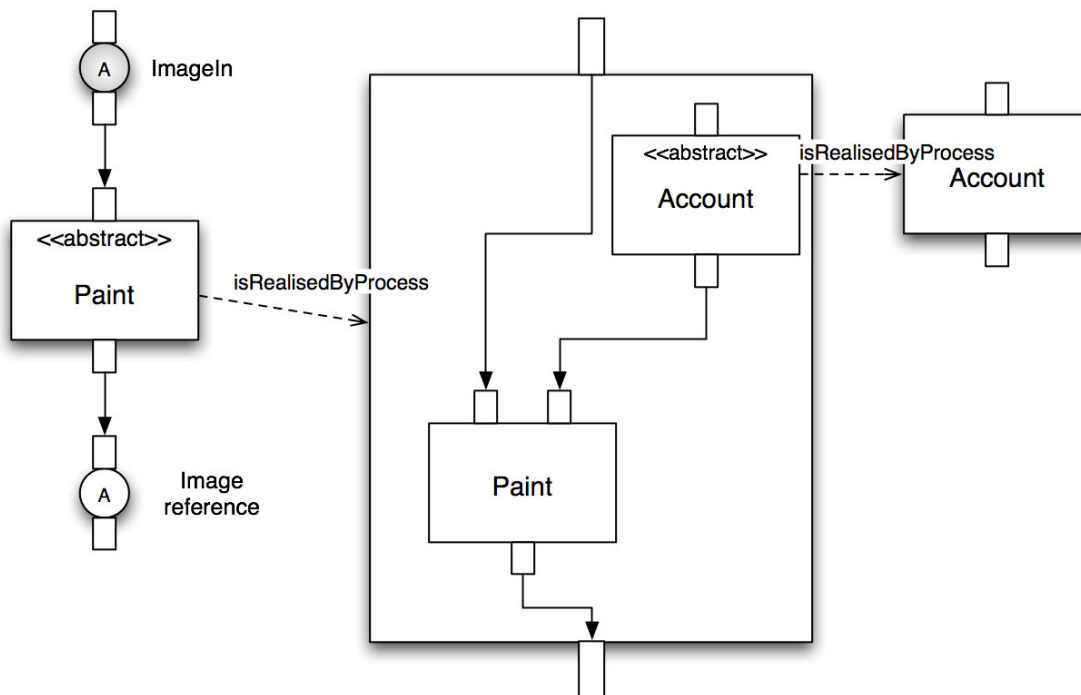 A
ImageIn
<<abstract>>
Paint
isRealisedByProcess
A
Image
reference
<<abstract>>
Account
isRealisedByProcess
Account
Paint